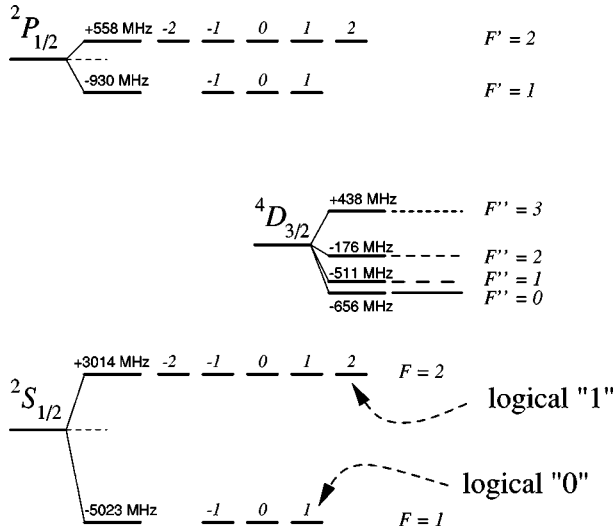 ²P₁/₂ +558 MHz -2 -1 0 1 2 F' = 2
-930 MHz -1 0 1 F' = 1
⁴D₃/₂ +438 MHz F'' = 3
-176 MHz F'' = 2
-511 MHz F'' = 1
-656 MHz F'' = 0
²S₁/₂ +3014 MHz -2 -1 0 1 2 F = 2
logical "1"
logical "0"
-5023 MHz -1 0 1 F = 1